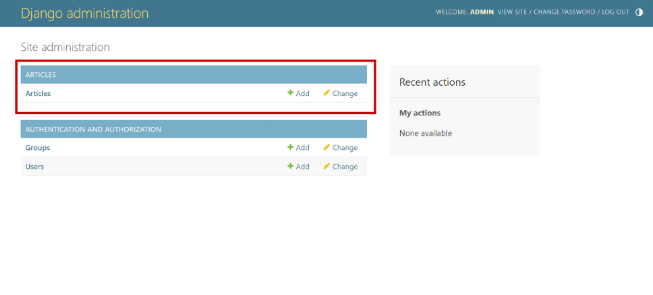 Django administration
WELCOME, ADMIN. VIEW SITE / CHANGE PASSWORD / LOG OUT
Site administration
ARTICLES
Articles Add Change
AUTHENTICATION AND AUTHORIZATION
Groups Add Change
Users Add Change
Recent actions
My actions
None available